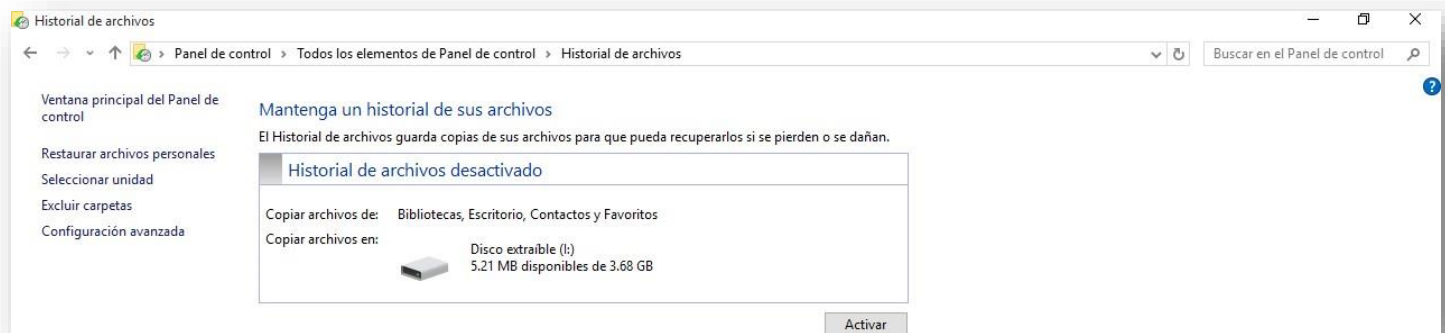 Historial de archivos
Panel de control > Todos los elementos de Panel de control > Historial de archivos
Buscar en el Panel de control
Ventana principal del Panel de
control
Restaurar archivos personales
Seleccionar unidad
Excluir carpetas
Configuración avanzada
Mantenga un historial de sus archivos
El Historial de archivos guarda copias de sus archivos para que pueda recuperarlos si se pierden o se dañan.
Historial de archivos desactivado
Copiar archivos de: Bibliotecas, Escritorio, Contactos y Favoritos
Copiar archivos en:
Disco extraíble (I:)
5.21 MB disponibles de 3.68 GB
Activar